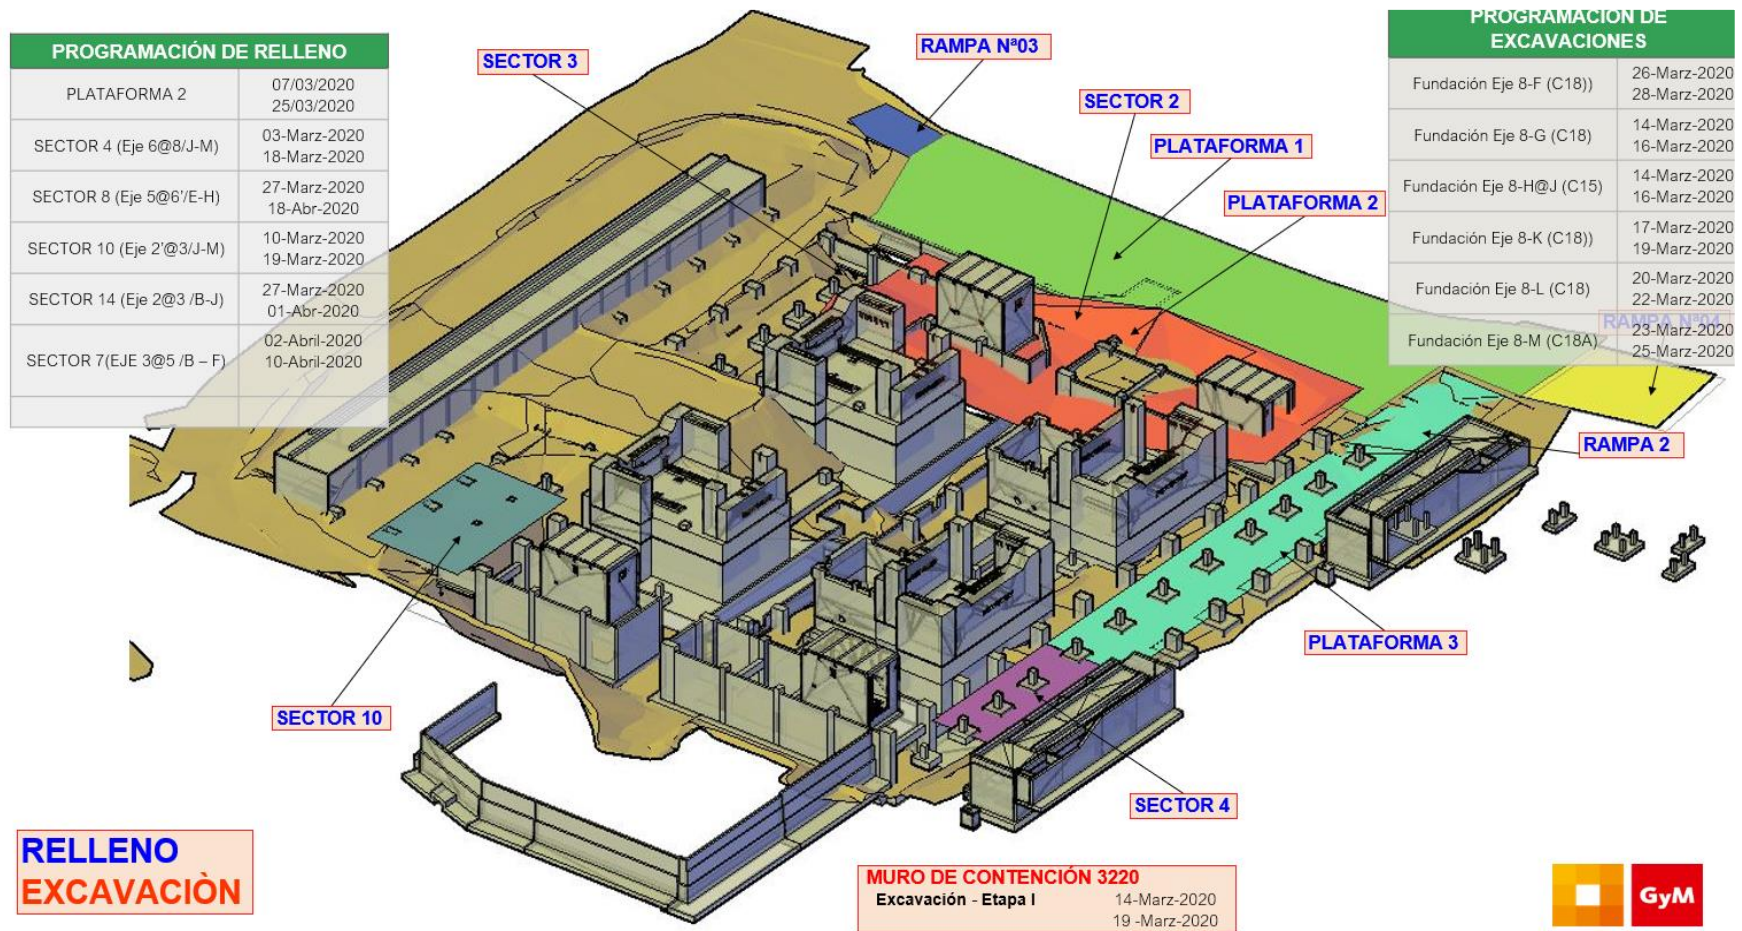 PROGRAMACIÓN DE RELLENO
PLATAFORMA 2
07/03/2020
25/03/2020
SECTOR 4 (Eje 6@8/J-M)
03-Marz-2020
18-Marz-2020
SECTOR 8 (Eje 5@6'/E-H)
27-Marz-2020
18-Abr-2020
SECTOR 10 (Eje 2'@3/J-M)
10-Marz-2020
19-Marz-2020
SECTOR 14 (Eje 2@3 /B-J)
27-Marz-2020
01-Abr-2020
SECTOR 7(EJE 3@5 /B – F)
02-Abril-2020
10-Abril-2020
SECTOR 3
RAMPA Nª03
SECTOR 2
PLATAFORMA 1
PLATAFORMA 2
PROGRAMACIÓN DE
EXCAVACIONES
Fundación Eje 8-F (C18))
26-Marz-2020
28-Marz-2020
Fundación Eje 8-G (C18)
14-Marz-2020
16-Marz-2020
Fundación Eje 8-H@J (C15)
14-Marz-2020
16-Marz-2020
Fundación Eje 8-K (C18))
17-Marz-2020
19-Marz-2020
Fundación Eje 8-L (C18)
20-Marz-2020
22-Marz-2020
RAMPA Nª04
Fundación Eje 8-M (C18A)
23-Marz-2020
25-Marz-2020
RAMPA 2
PLATAFORMA 3
SECTOR 10
SECTOR 4
RELLENO
EXCAVACIÒN
MURO DE CONTENCIÓN 3220
Excavación - Etapa I
14-Marz-2020
19 -Marz-2020
GyM